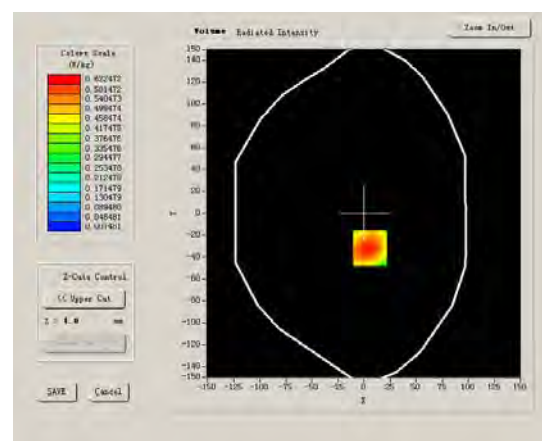 Volume Radiated Intensity
Zoom In/Out
Colors Scale
(W/kg)
0.622472
0.581472
0.540473
0.499474
0.458474
0.417475
0.376476
0.335476
0.294477
0.253478
0.212478
0.171479
0.130479
0.089480
0.048481
0.007481
150
140
120
100
80
60
40
20
Y 0
-20
-40
-60
-80
-100
-120
-140
-150
-150 -125 -100 -75 -50 -25 0 25 50 75 100 125 150
X
Z-Cuts Control
<< Upper Cut
Z = 4.0 mm
SAVE
Cancel